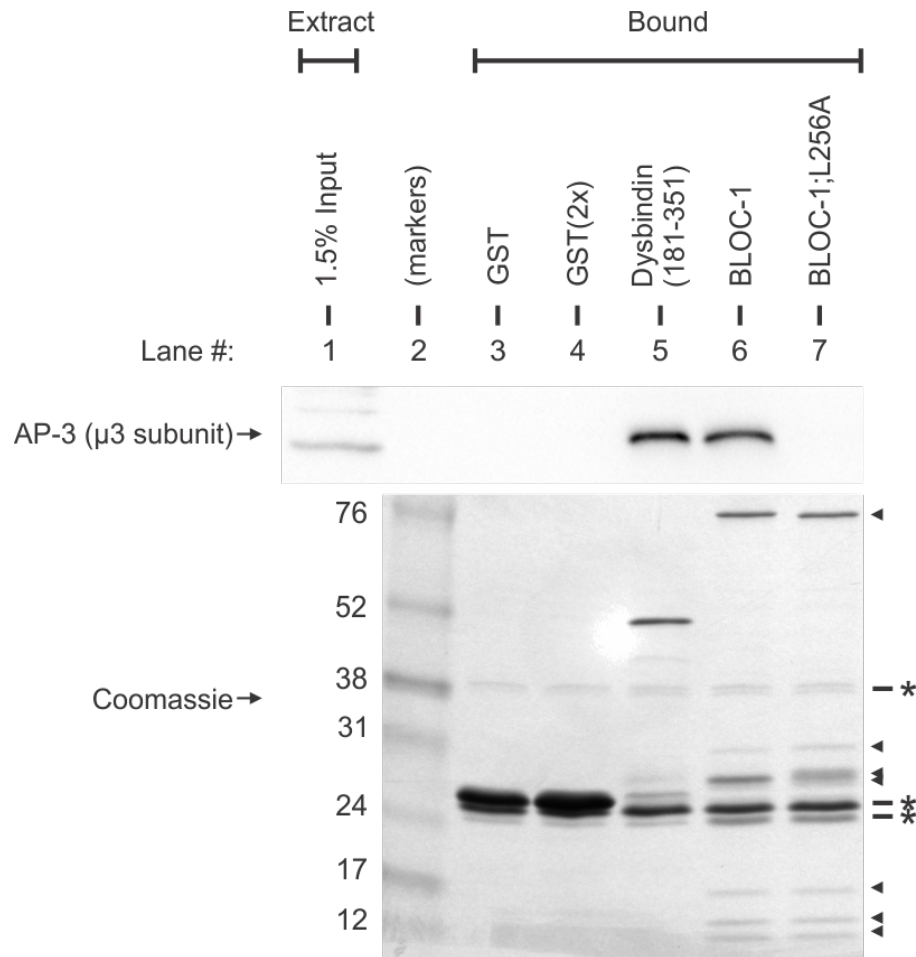 Extract Bound
1.5% Input
(markers)
GST
GST(2x)
Dysbindin
(181-351)
BLOC-1
BLOC-1;L256A
Lane #: 1 2 3 4 5 6 7
AP-3 (µ3 subunit)
76
52
38
Coomassie
31
24
17
12
*
*
*